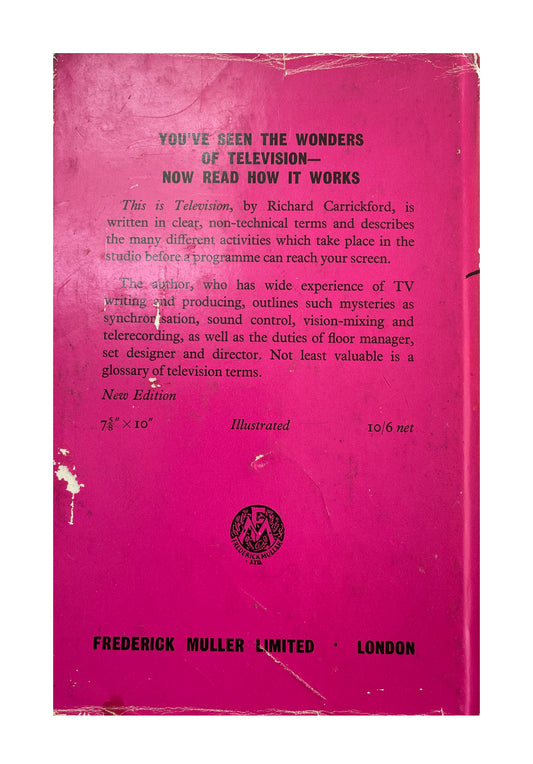 YOU'VE SEEN THE WONDERS
OF TELEVISION—
NOW READ HOW IT WORKS
This is Television, by Richard Carrickford, is
written in clear, non-technical terms and describes
the many different activities which take place in the
studio before a programme can reach your screen.
The author, who has wide experience of TV
writing and producing, outlines such mysteries as
synchronisation, sound control, vision-mixing and
telerecording, as well as the duties of floor manager,
set designer and director. Not least valuable is a
glossary of television terms.
New Edition
7⅝" × 10" Illustrated 10/6 net
FM
FREDERICK MULLER
LTD.
FREDERICK MULLER LIMITED · LONDON